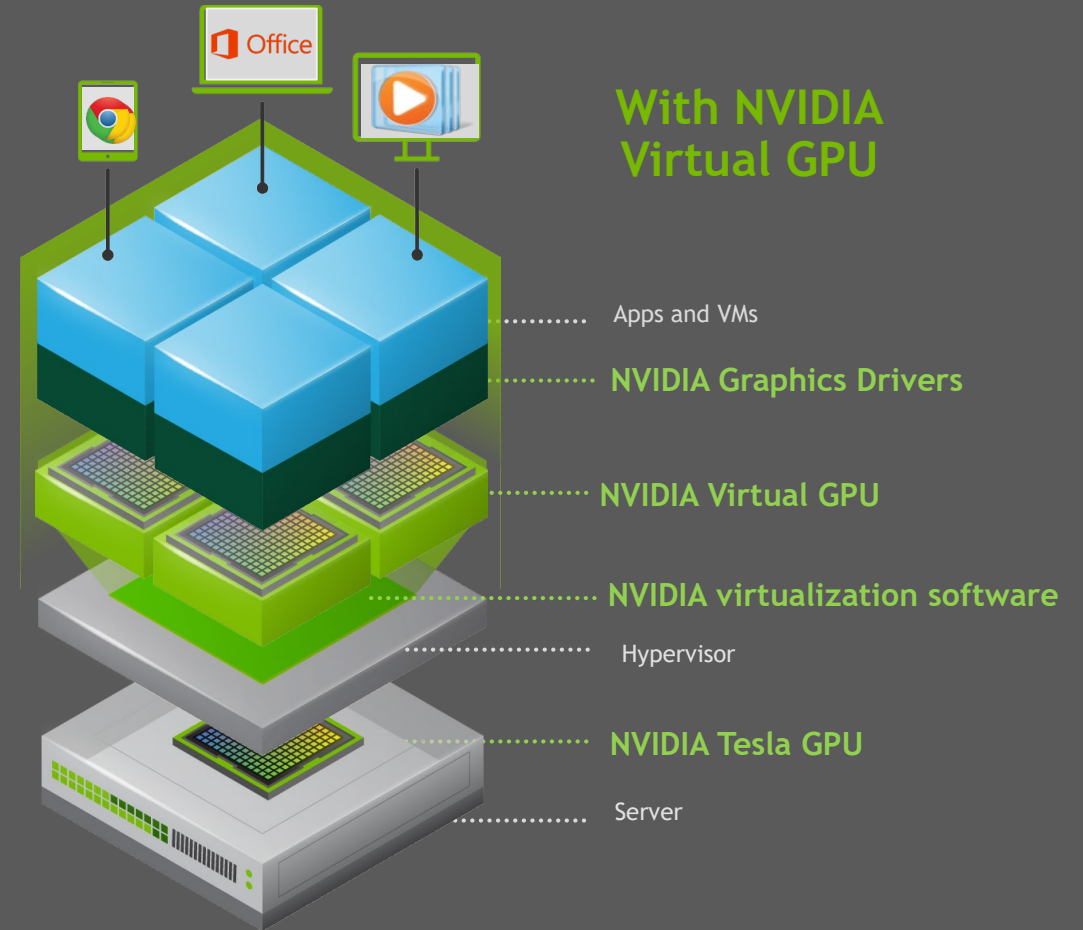 Office
With NVIDIA
Virtual GPU
Apps and VMs
NVIDIA Graphics Drivers
NVIDIA Virtual GPU
NVIDIA virtualization software
Hypervisor
NVIDIA Tesla GPU
Server